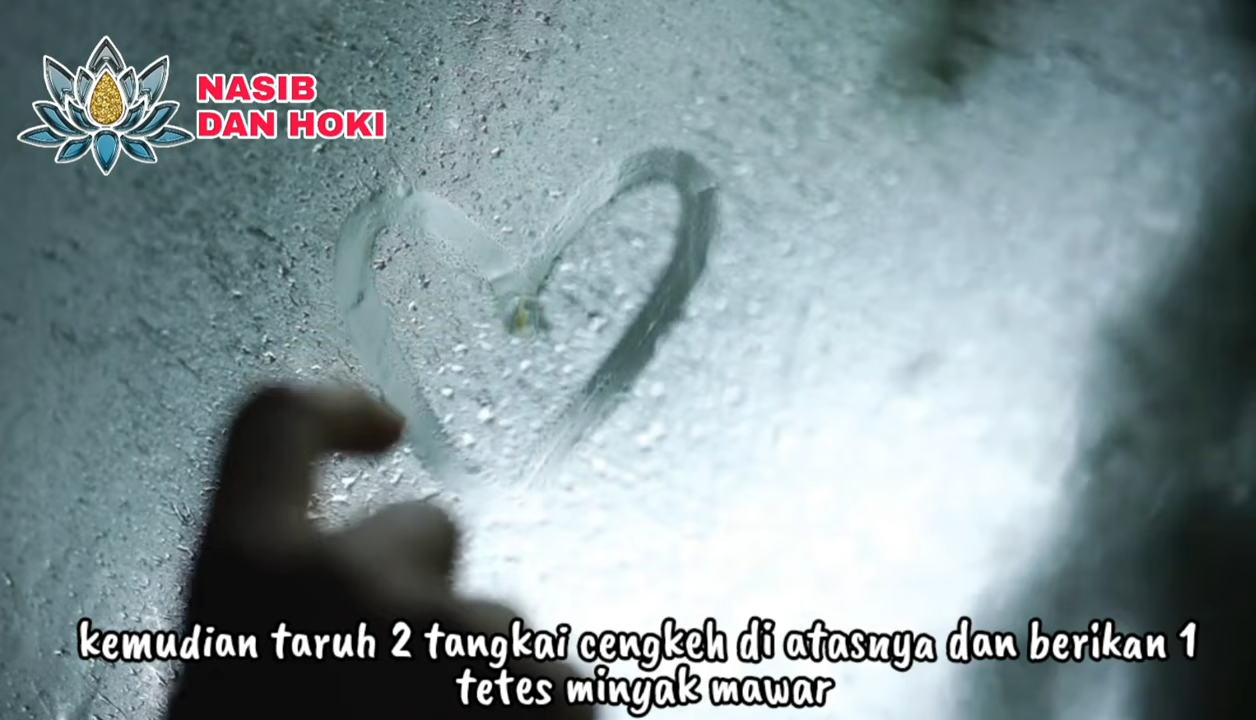 NASIB
DAN HOKI
kemudian taruh 2 tangkai cengkeh di atasnya dan berikan 1
tetes minyak mawar